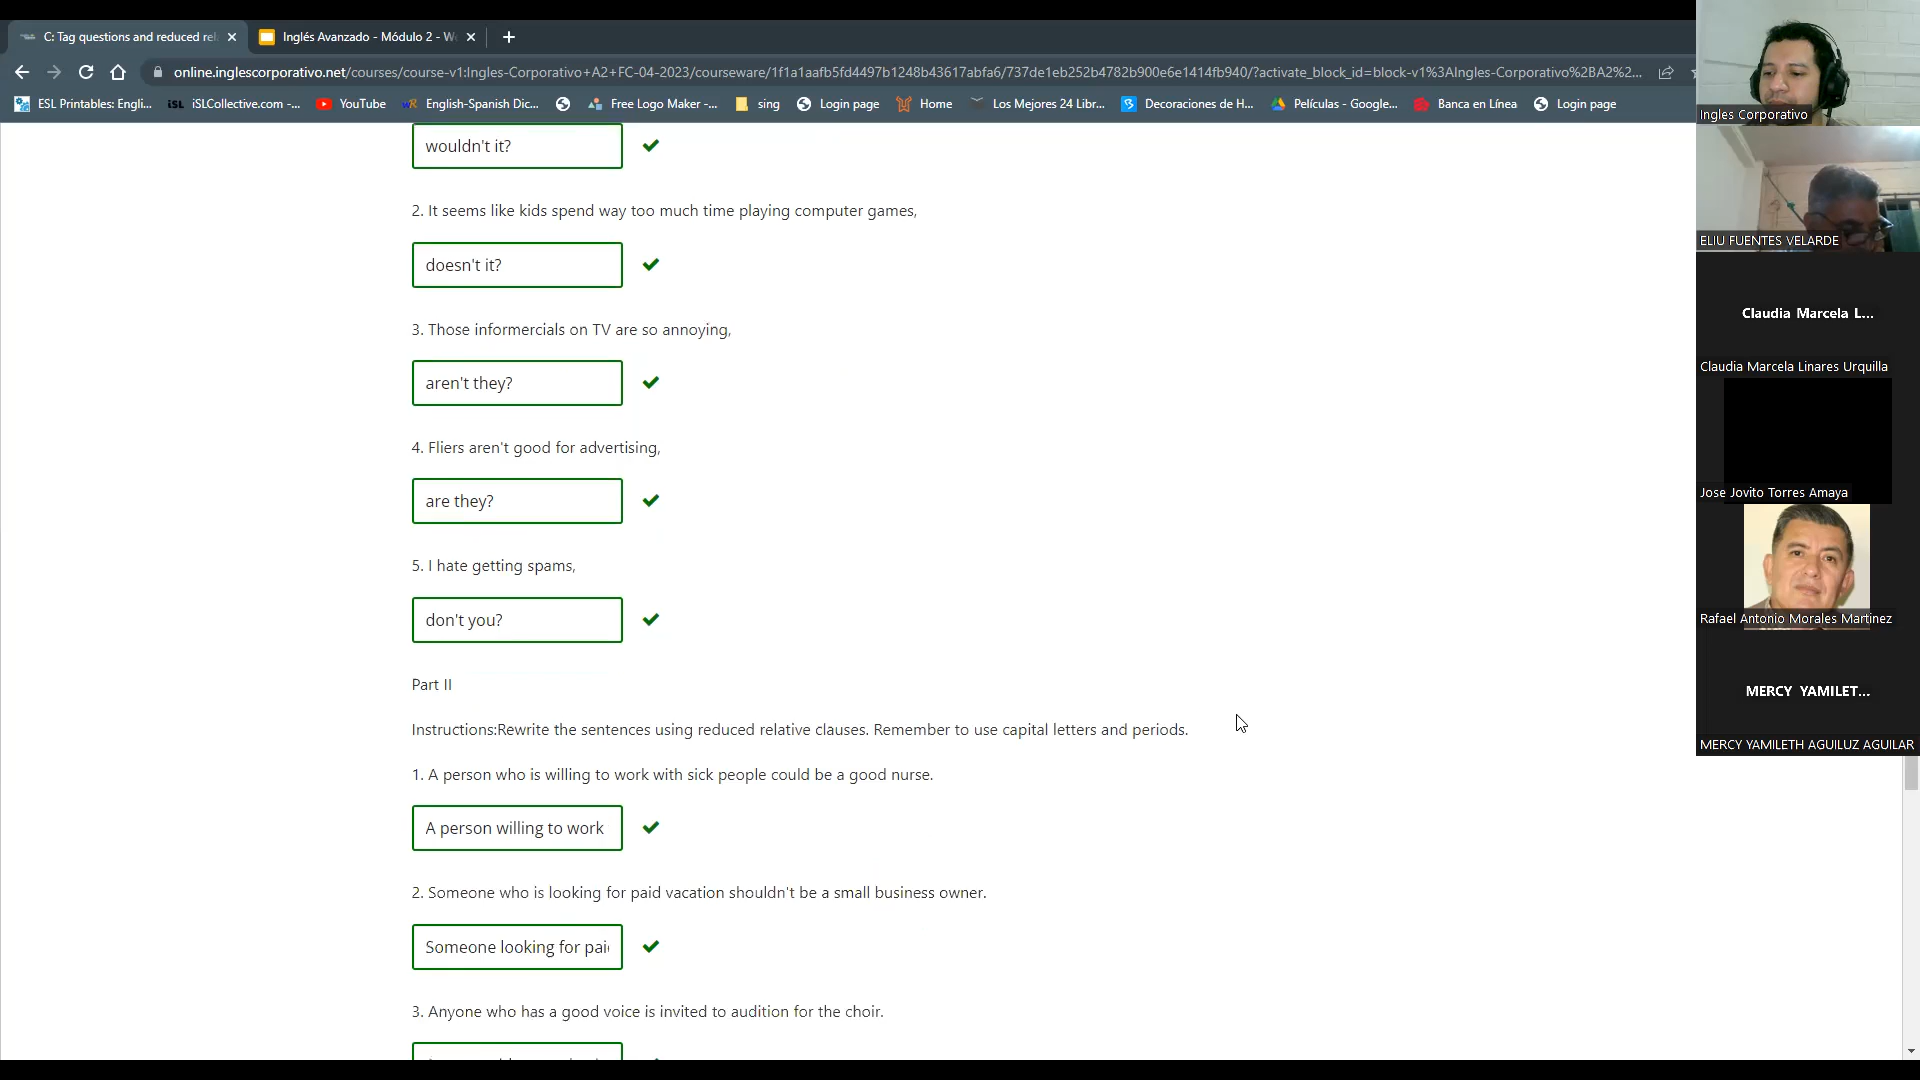 C: Tag questions and reduced rel
Inglés Avanzado - Módulo 2 - W
online.inglescorporativo.net/courses/course-v1:Ingles-Corporativo+A2+FC-04-2023/courseware/1f1a1aafb5fd4497b1248b43617abfa6/737de1eb252b4782b900e6e1414fb940/?activate_block_id=block-v1%3AIngles-Corporativo%2BA2%2...
ESL Printables: Engli...
iSL iSLCollective.com -...
YouTube
WR English-Spanish Dic...
Free Logo Maker -...
sing
Login page
Home
Los Mejores 24 Libr...
Decoraciones de H...
Películas - Google...
Banca en Línea
Login page
wouldn't it?
2. It seems like kids spend way too much time playing computer games,
doesn't it?
3. Those informercials on TV are so annoying,
aren't they?
4. Fliers aren't good for advertising,
are they?
5. I hate getting spams,
don't you?
Part II
Instructions:Rewrite the sentences using reduced relative clauses. Remember to use capital letters and periods.
1. A person who is willing to work with sick people could be a good nurse.
A person willing to work
2. Someone who is looking for paid vacation shouldn't be a small business owner.
Someone looking for pai
3. Anyone who has a good voice is invited to audition for the choir.
Ingles Corporativo
ELIU FUENTES VELARDE
Claudia Marcela L...
Claudia Marcela Linares Urquilla
Jose Jovito Torres Amaya
Rafael Antonio Morales Martinez
MERCY YAMILET...
MERCY YAMILETH AGUILUZ AGUILAR